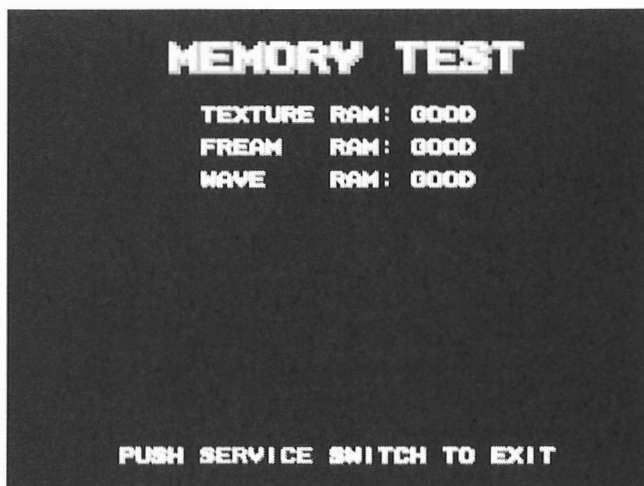 MEMORY TEST
TEXTURE RAM: GOOD
FREAM RAM: GOOD
WAVE RAM: GOOD
PUSH SERVICE SWITCH TO EXIT